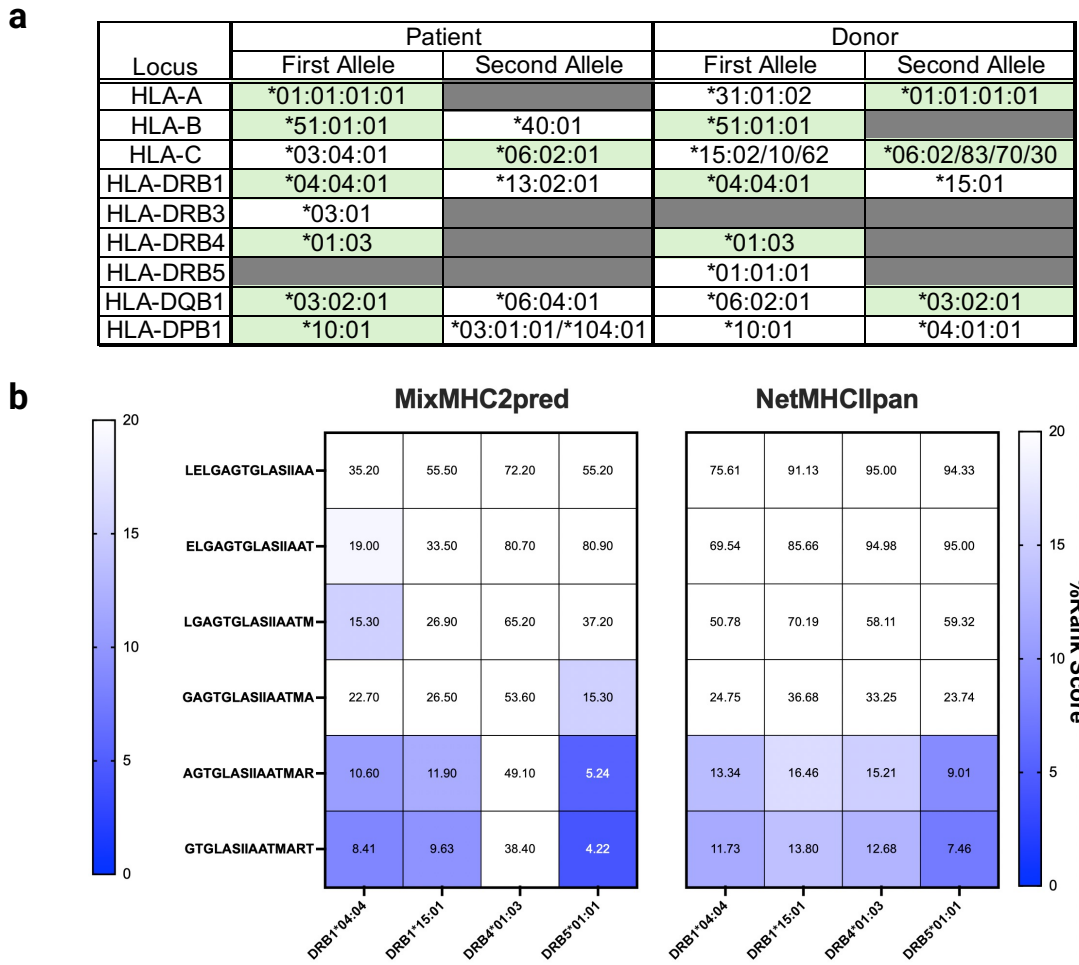 a
Patient Donor
Locus First Allele Second Allele First Allele Second Allele
HLA-A *01:01:01:01 *31:01:02 *01:01:01:01
HLA-B *51:01:01 *40:01 *51:01:01
HLA-C *03:04:01 *06:02:01 *15:02/10/62 *06:02/83/70/30
HLA-DRB1 *04:04:01 *13:02:01 *04:04:01 *15:01
HLA-DRB3 *03:01
HLA-DRB4 *01:03 *01:03
HLA-DRB5 *01:01:01
HLA-DQB1 *03:02:01 *06:04:01 *06:02:01 *03:02:01
HLA-DPB1 *10:01 *03:01:01/*104:01 *10:01 *04:01:01
b
MixMHC2pred NetMHCIIpan
20 20
15 15
10 10
5 5
0 0
%Rank Score
LELGAGTGLASIIAA 35.20 55.50 72.20 55.20 75.61 91.13 95.00 94.33
ELGAGTGLASIIAAT 19.00 33.50 80.70 80.90 69.54 85.66 94.98 95.00
LGAGTGLASIIAATM 15.30 26.90 65.20 37.20 50.78 70.19 58.11 59.32
GAGTGLASIIAATMA 22.70 26.50 53.60 15.30 24.75 36.68 33.25 23.74
AGTGLASIIAATMAR 10.60 11.90 49.10 5.24 13.34 16.46 15.21 9.01
GTGLASIIAATMART 8.41 9.63 38.40 4.22 11.73 13.80 12.68 7.46
DRB1*04:04 DRB1*15:01 DRB4*01:03 DRB5*01:01 DRB1*04:04 DRB1*15:01 DRB4*01:03 DRB5*01:01